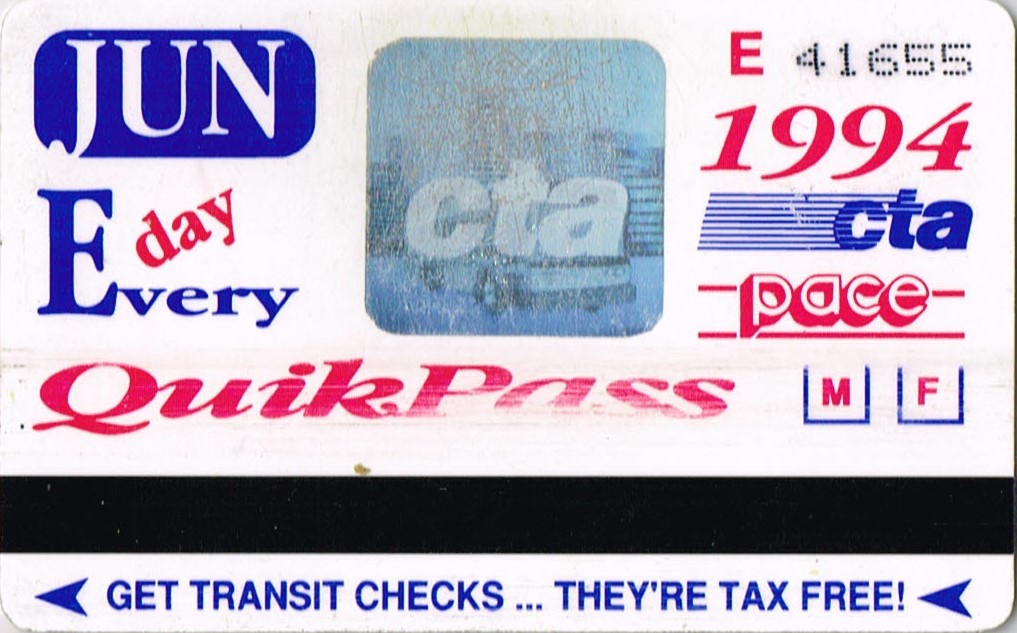 JUN
E 41655
1994
cta
cta
pace
Every day
QuikPass
M F
GET TRANSIT CHECKS ... THEY'RE TAX FREE!